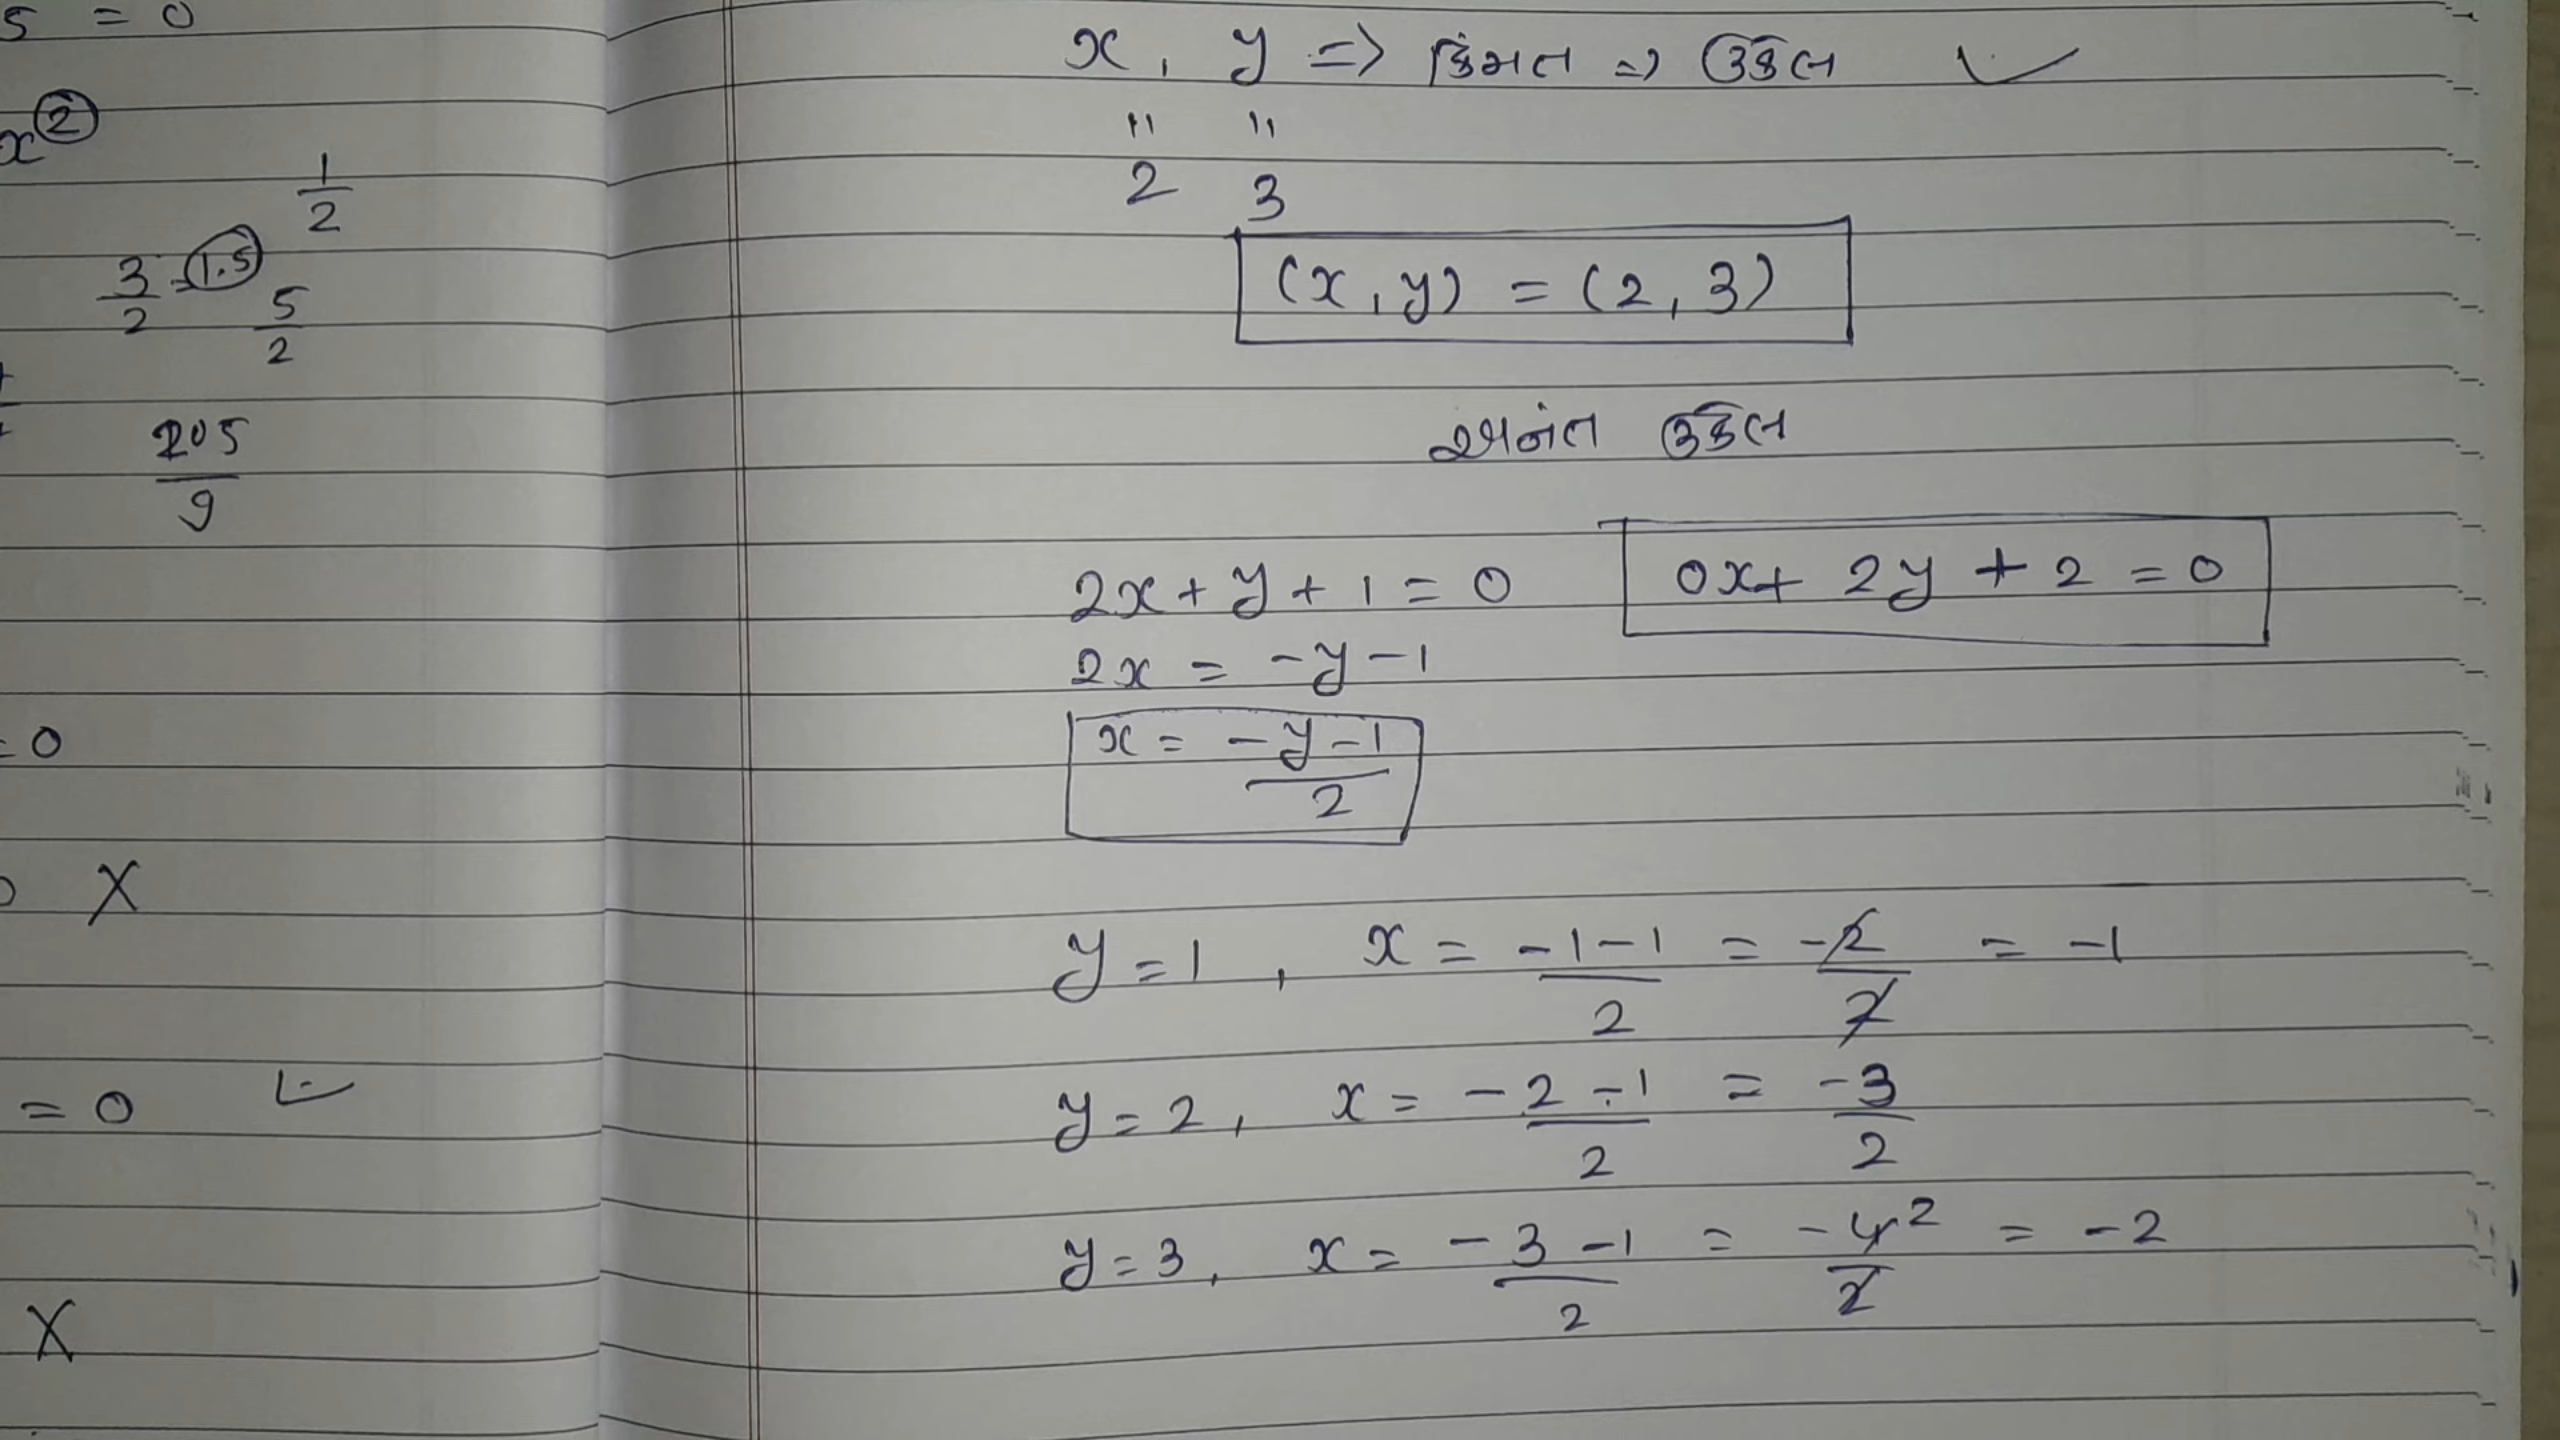 5 = 0
x²
1/2
3/2 = 1.5
5/2
205/9
= 0
X
= 0 ✓
X
x, y => કિંમત => ઉકેલ ✓
" "
2 3
(x, y) = (2, 3)
અનંત ઉકેલ
2x + y + 1 = 0 0x + 2y + 2 = 0
2x = -y - 1
x = (-y - 1)/2
y = 1, x = (-1 - 1)/2 = -2/2 = -1
y = 2, x = (-2 - 1)/2 = -3/2
y = 3, x = (-3 - 1)/2 = -4²/2 = -2